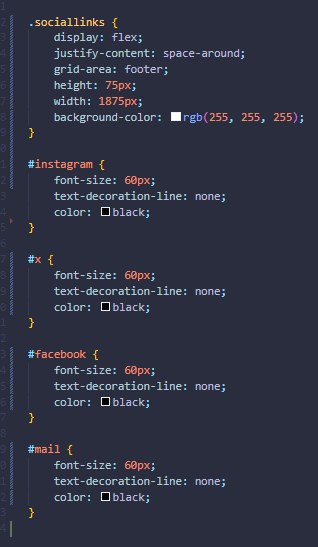 .sociallinks {
display: flex;
justify-content: space-around;
grid-area: footer;
height: 75px;
width: 1875px;
background-color: rgb(255, 255, 255);
}
#instagram {
font-size: 60px;
text-decoration-line: none;
color: black;
}
#x {
font-size: 60px;
text-decoration-line: none;
color: black;
}
#facebook {
font-size: 60px;
text-decoration-line: none;
color: black;
}
#mail {
font-size: 60px;
text-decoration-line: none;
color: black;
}